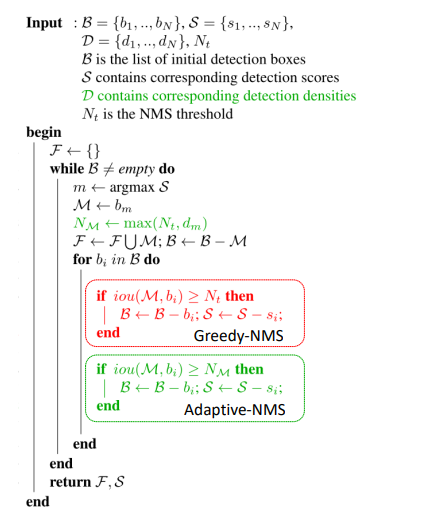 Input : ℬ = {b₁, .., b_N}, 𝒮 = {s₁, .., s_N},
𝒟 = {d₁, .., d_N}, N_t
ℬ is the list of initial detection boxes
𝒮 contains corresponding detection scores
𝒟 contains corresponding detection densities
N_t is the NMS threshold
begin
ℱ ← {}
while ℬ ≠ empty do
m ← argmax 𝒮
ℳ ← b_m
N_ℳ ← max(N_t, d_m)
ℱ ← ℱ ⋃ ℳ; ℬ ← ℬ − ℳ
for b_i in ℬ do
if iou(ℳ, b_i) ≥ N_t then
ℬ ← ℬ − b_i; 𝒮 ← 𝒮 − s_i;
end Greedy-NMS
if iou(ℳ, b_i) ≥ N_ℳ then
ℬ ← ℬ − b_i; 𝒮 ← 𝒮 − s_i;
end Adaptive-NMS
end
end
return ℱ, 𝒮
end